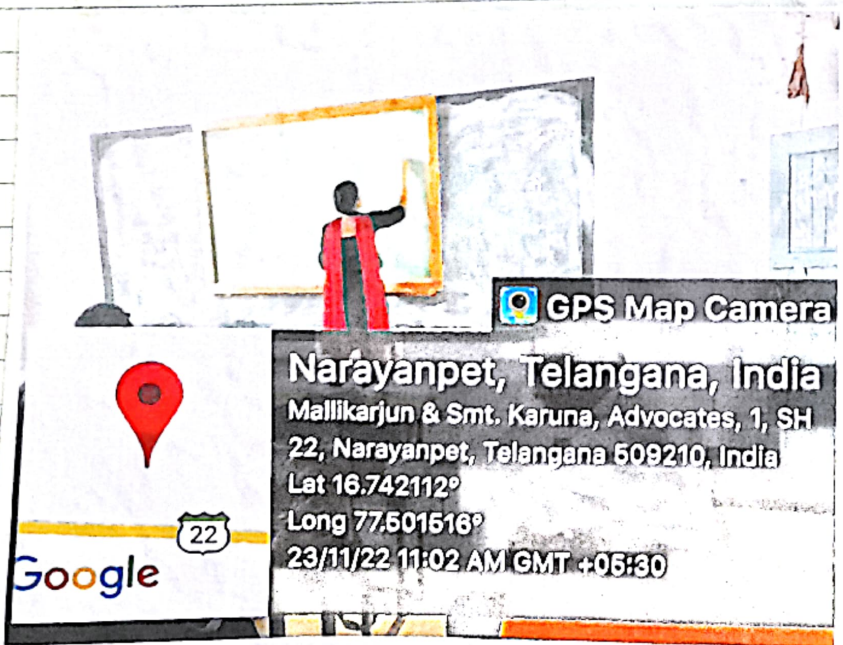 GPS Map Camera
Narayanpet, Telangana, India
Mallikarjun & Smt. Karuna, Advocates, 1, SH
22, Narayanpet, Telangana 509210, India
Lat 16.742112°
Long 77.501516°
23/11/22 11:02 AM GMT +05:30
22
Google